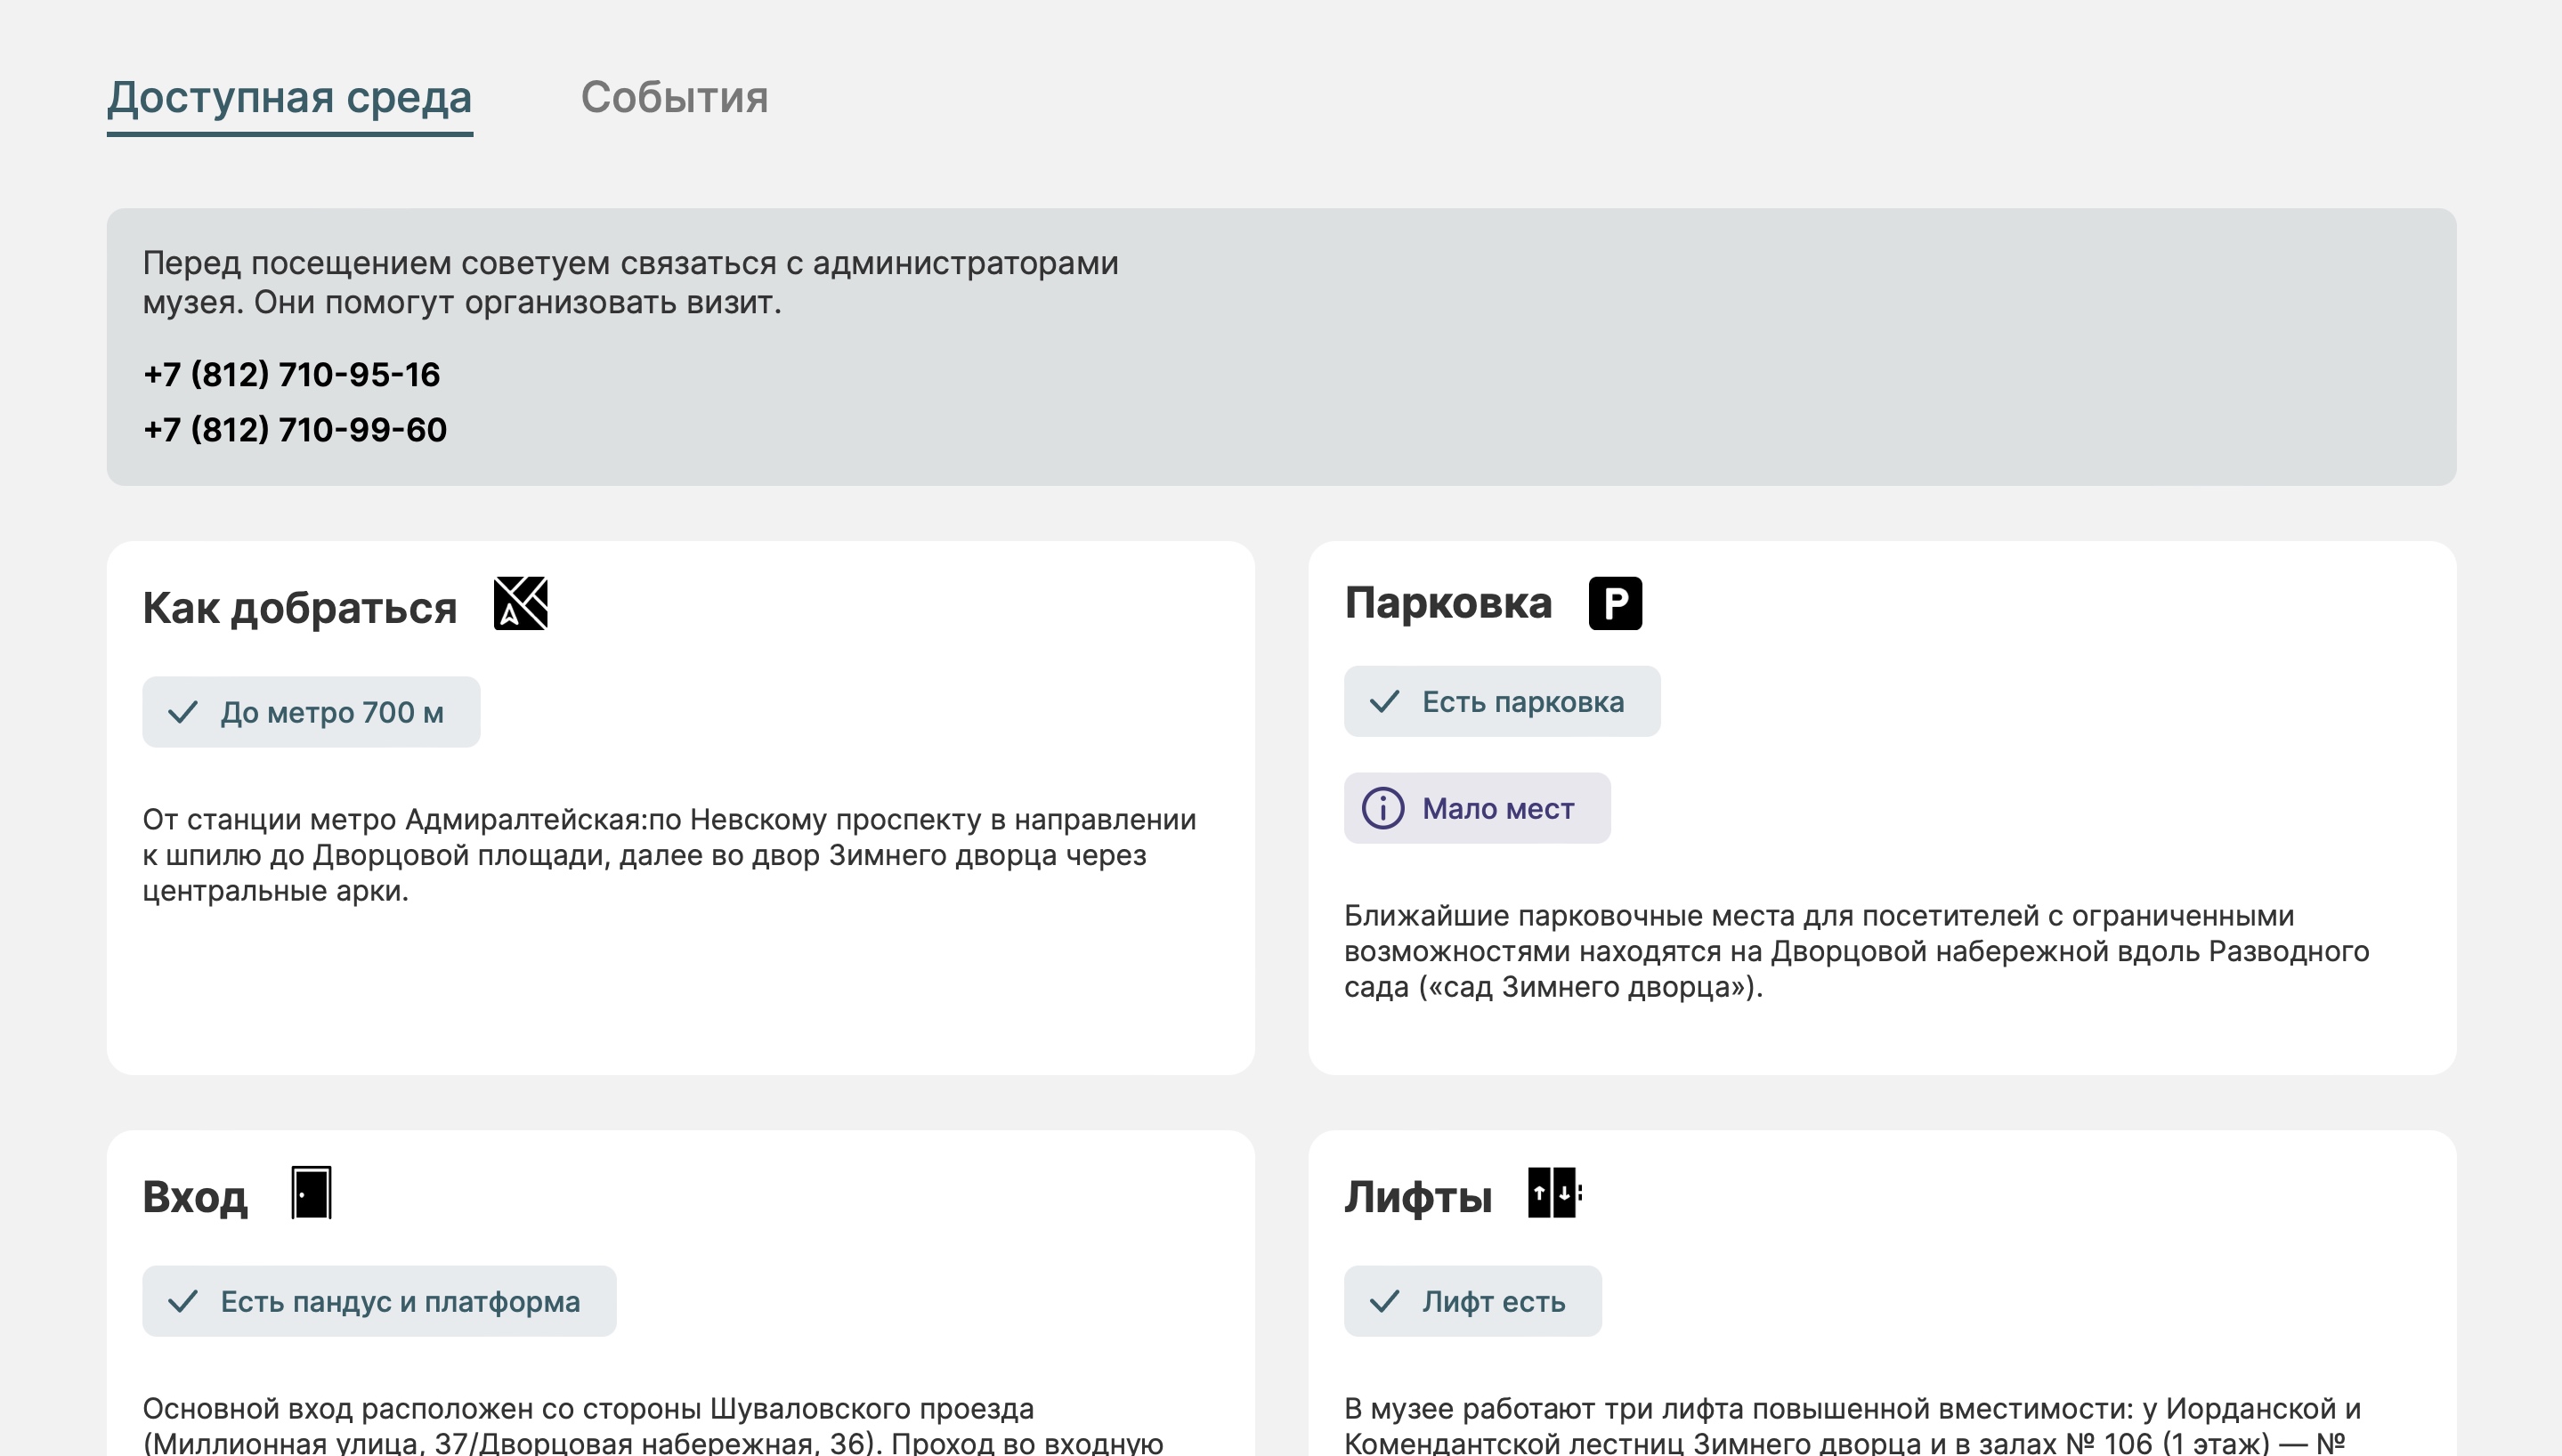 Доступная среда
События
Перед посещением советуем связаться с администраторами
музея. Они помогут организовать визит.
+7 (812) 710-95-16
+7 (812) 710-99-60
Как добраться
До метро 700 м
От станции метро Адмиралтейская:по Невскому проспекту в направлении
к шпилю до Дворцовой площади, далее во двор Зимнего дворца через
центральные арки.
Парковка
P
Есть парковка
Мало мест
Ближайшие парковочные места для посетителей с ограниченными
возможностями находятся на Дворцовой набережной вдоль Разводного
сада («сад Зимнего дворца»).
Вход
Есть пандус и платформа
Основной вход расположен со стороны Шуваловского проезда
(Миллионная улица, 37/Дворцовая набережная, 36). Проход во входную
Лифты
Лифт есть
В музее работают три лифта повышенной вместимости: у Иорданской и
Комендантской лестниц Зимнего дворца и в залах № 106 (1 этаж) — №